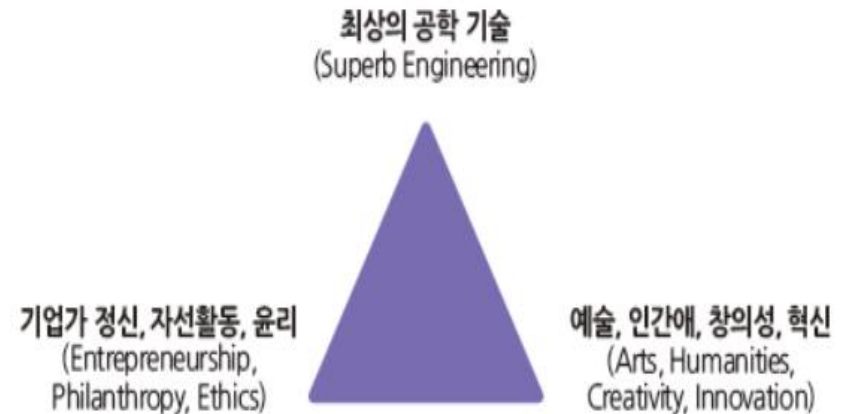 최상의 공학 기술
(Superb Engineering)
기업가 정신, 자선활동, 윤리
(Entrepreneurship,
Philanthropy, Ethics)
예술, 인간애, 창의성, 혁신
(Arts, Humanities,
Creativity, Innovation)